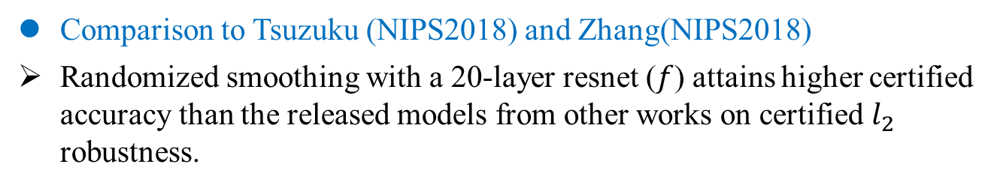 ● Comparison to Tsuzuku (NIPS2018) and Zhang(NIPS2018)
➢ Randomized smoothing with a 20-layer resnet (𝑓) attains higher certified
accuracy than the released models from other works on certified 𝑙₂
robustness.